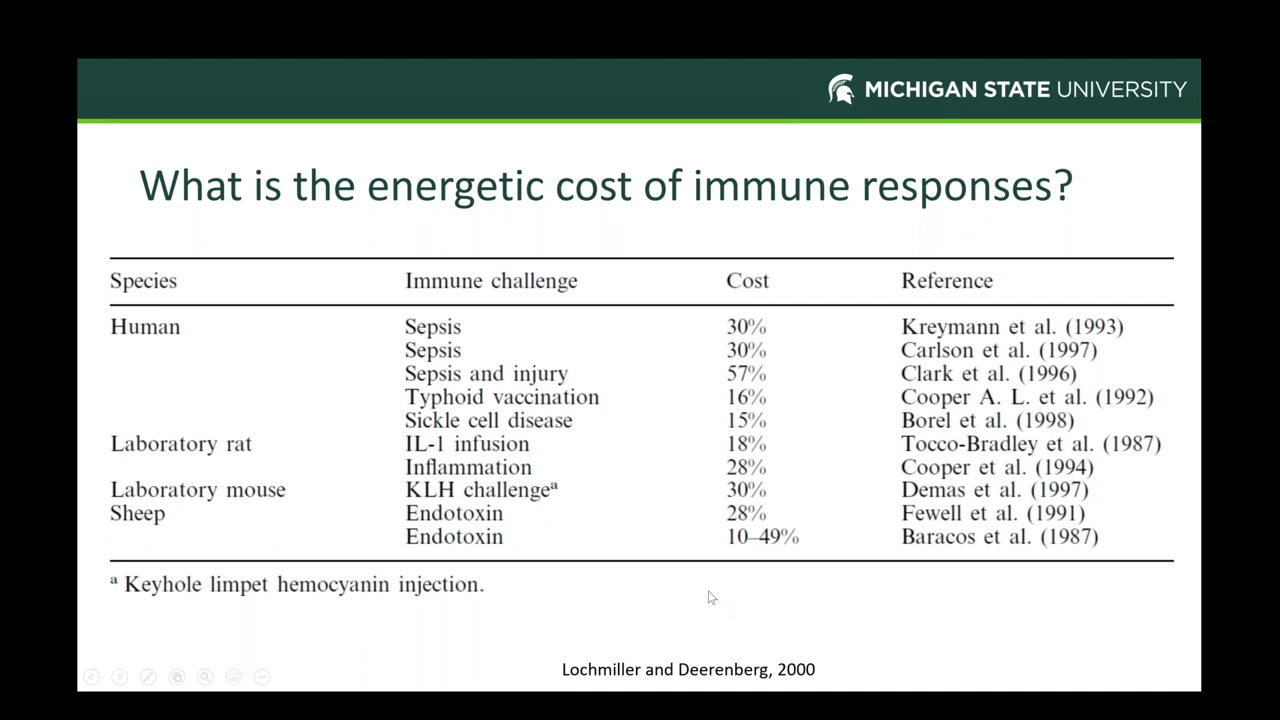 MICHIGAN STATE UNIVERSITY
What is the energetic cost of immune responses?
Species Immune challenge Cost Reference
Human Sepsis 30% Kreymann et al. (1993)
Sepsis 30% Carlson et al. (1997)
Sepsis and injury 57% Clark et al. (1996)
Typhoid vaccination 16% Cooper A. L. et al. (1992)
Sickle cell disease 15% Borel et al. (1998)
Laboratory rat IL-1 infusion 18% Tocco-Bradley et al. (1987)
Inflammation 28% Cooper et al. (1994)
Laboratory mouse KLH challengeᵃ 30% Demas et al. (1997)
Sheep Endotoxin 28% Fewell et al. (1991)
Endotoxin 10–49% Baracos et al. (1987)
ᵃ Keyhole limpet hemocyanin injection.
Lochmiller and Deerenberg, 2000